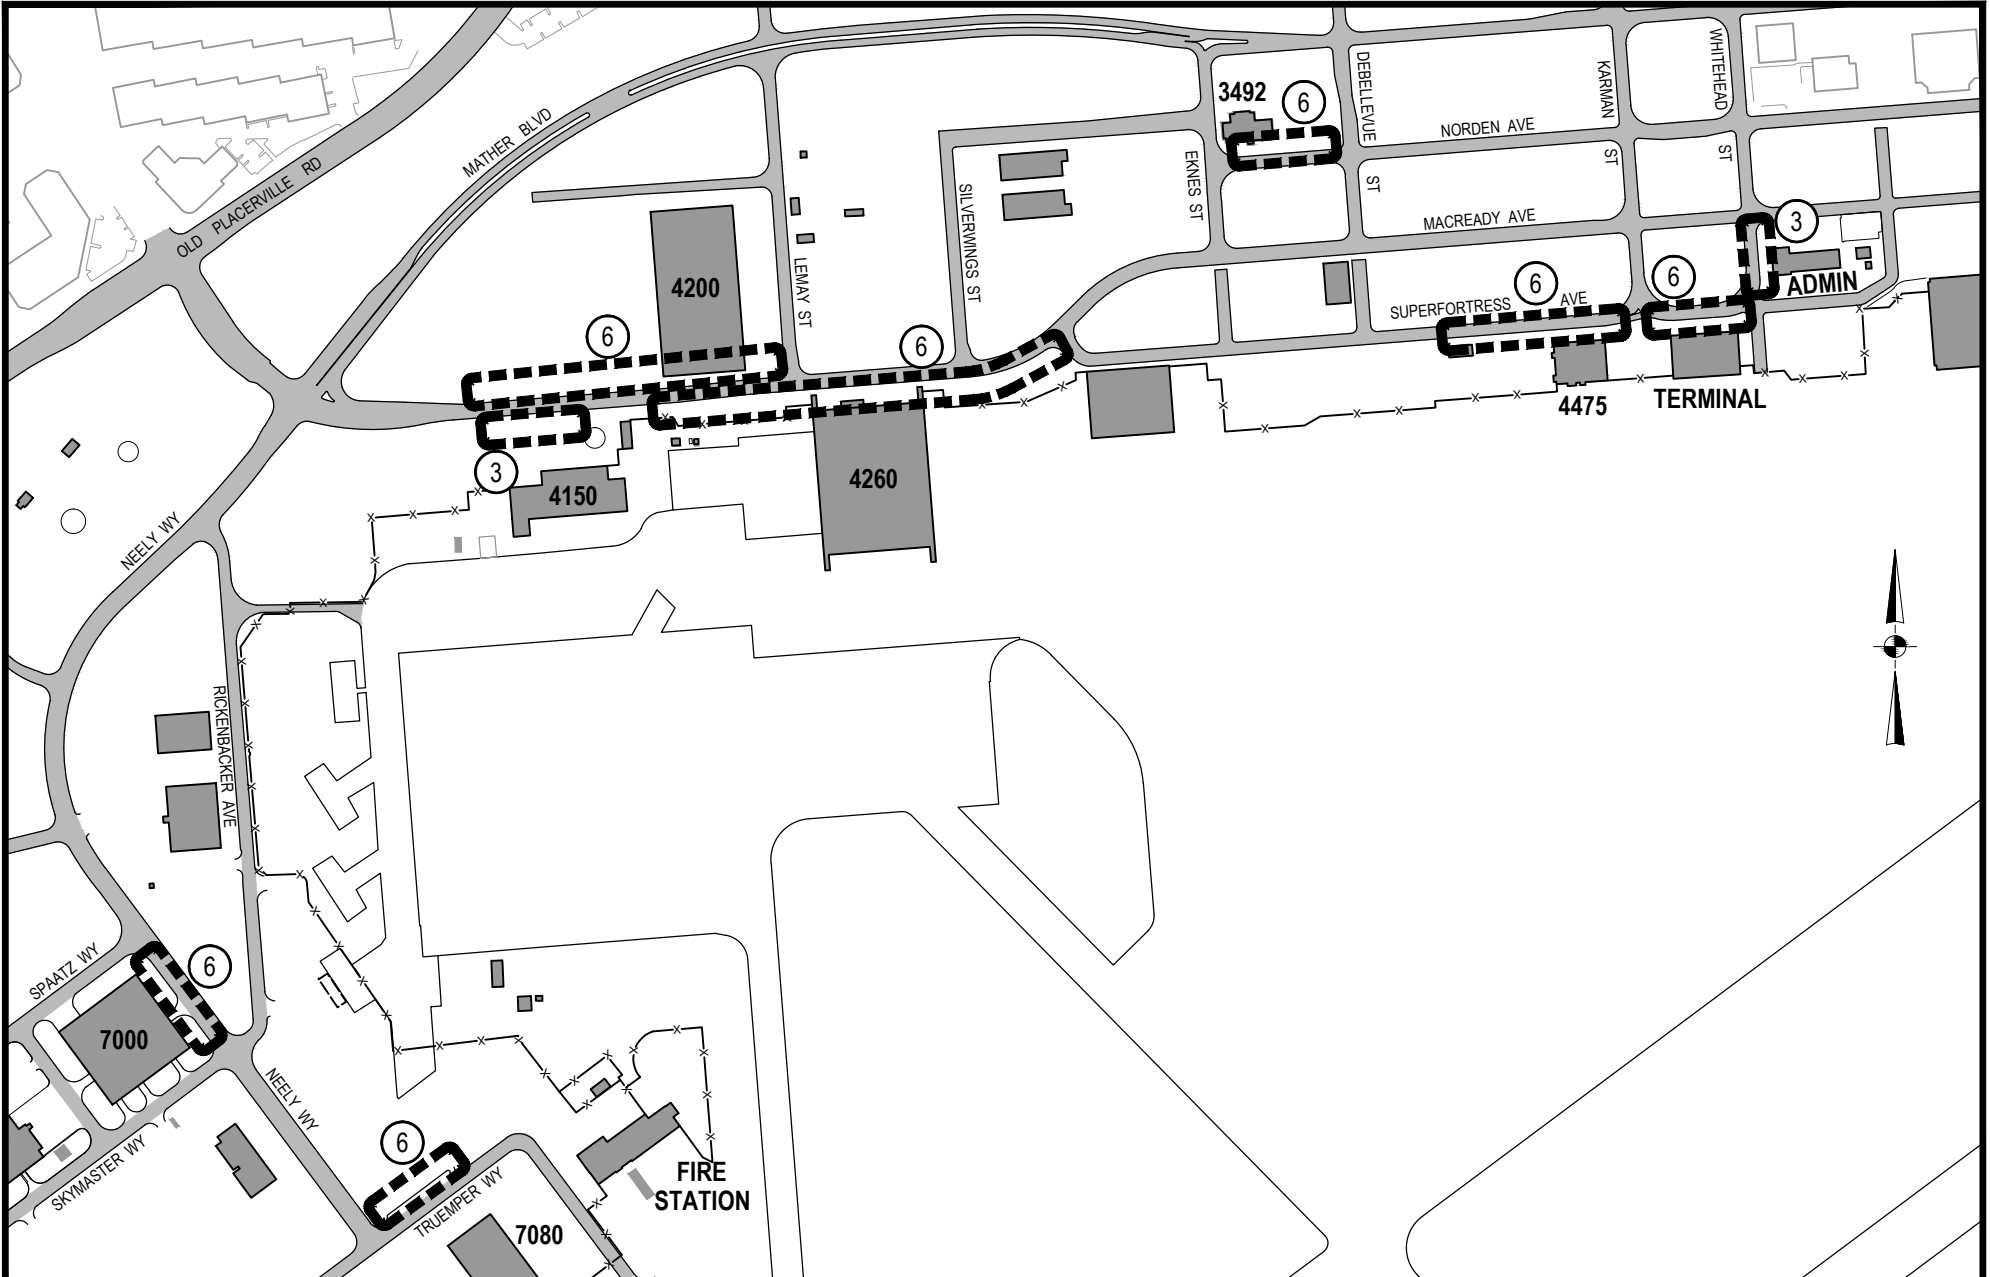 WHITEHEAD
ST
DEBELLEVUE
ST
KARMAN
ST
3492
6
NORDEN AVE
MATHER BLVD
OLD PLACERVILLE RD
EKNES ST
SILVERWINGS ST
MACREADY AVE
3
LEMAY ST
4200
6
6
6
6
SUPERFORTRESS AVE
ADMIN
4475
TERMINAL
3
4150
4260
NEELY WY
RICKENBACKER AVE
SPAATZ WY
6
7000
NEELY WY
SKYMASTER WY
6
TRUEMPER WY
FIRE
STATION
7080